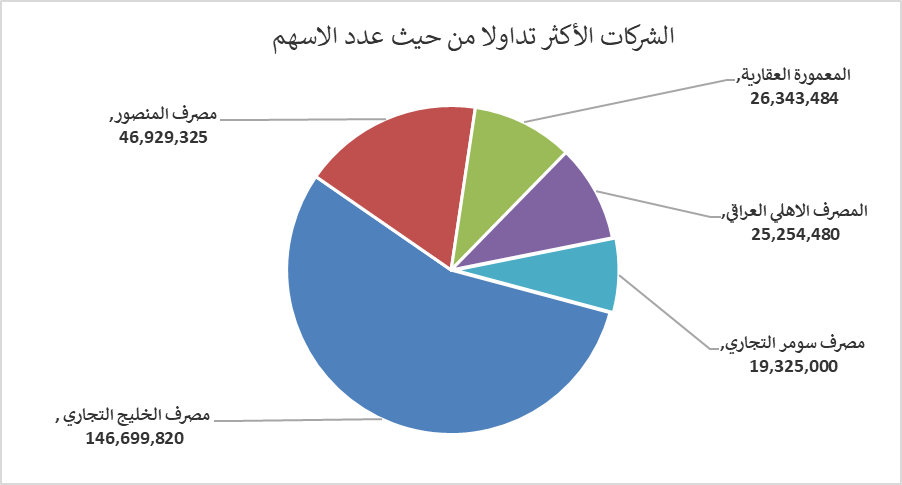 الشركات الأكثر تداولا من حيث عدد الاسهم
المعمورة العقارية,
26,343,484
مصرف المنصور,
46,929,325
المصرف الاهلي العراقي,
25,254,480
مصرف سومر التجاري,
19,325,000
مصرف الخليج التجاري ,
146,699,820